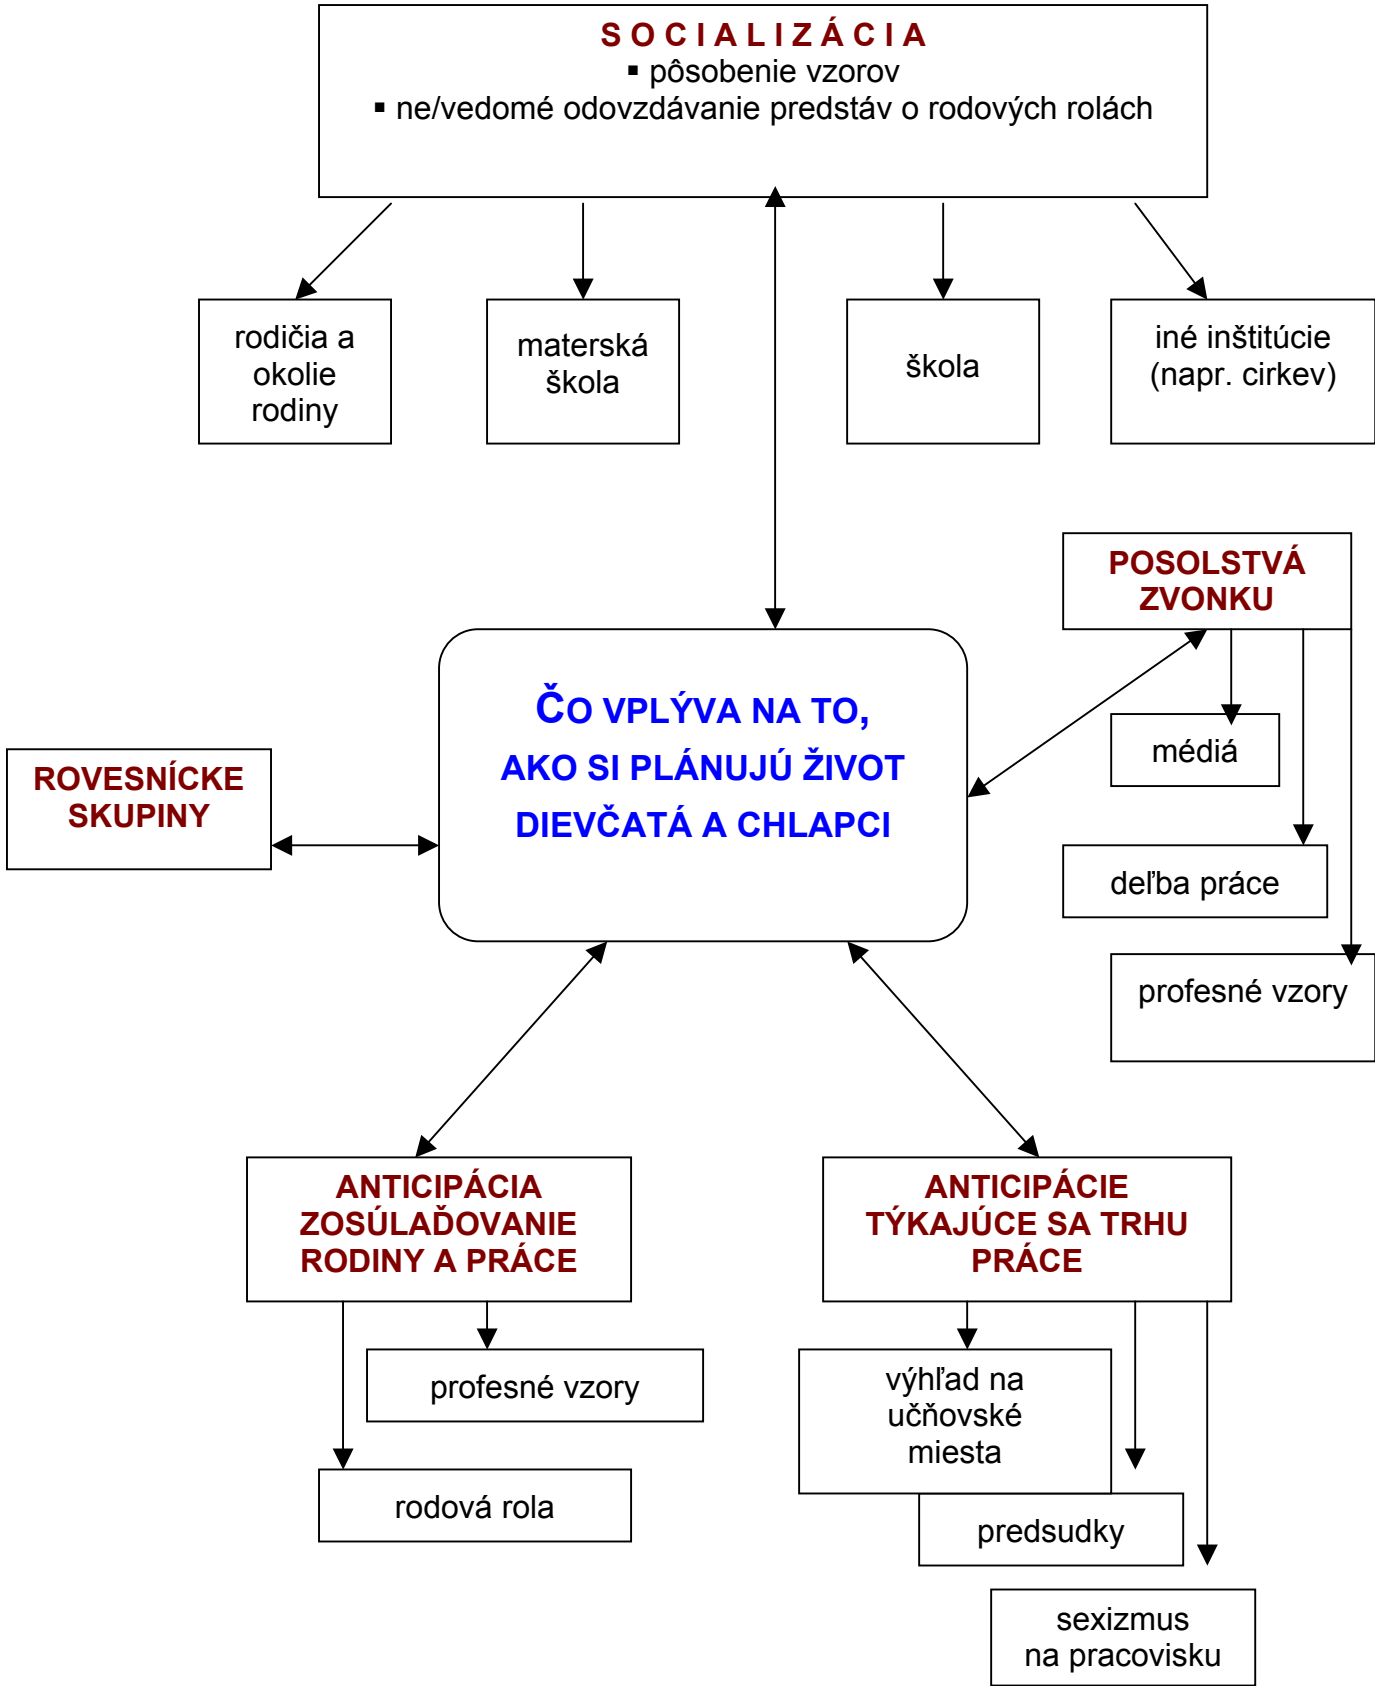 S O C I A L I Z Á C I A
▪ pôsobenie vzorov
▪ ne/vedomé odovzdávanie predstáv o rodových rolách
rodičia a
okolie
rodiny
materská
škola
škola
iné inštitúcie
(napr. cirkev)
POSOLSTVÁ
ZVONKU
médiá
deľba práce
profesné vzory
ČO VPLÝVA NA TO,
AKO SI PLÁNUJÚ ŽIVOT
DIEVČATÁ A CHLAPCI
ROVESNÍCKE
SKUPINY
ANTICIPÁCIA
ZOSÚLAĎOVANIE
RODINY A PRÁCE
profesné vzory
rodová rola
ANTICIPÁCIE
TÝKAJÚCE SA TRHU
PRÁCE
výhľad na
učňovské
miesta
predsudky
sexizmus
na pracovisku